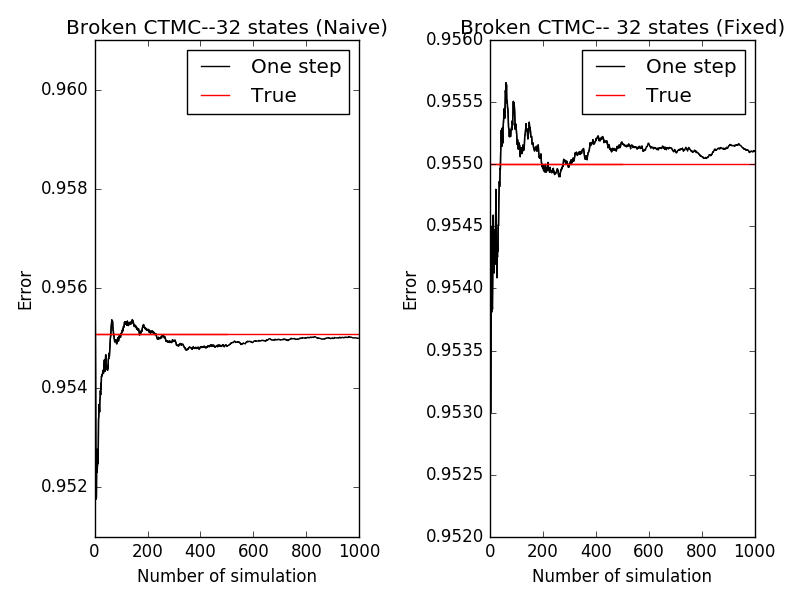 Broken CTMC--32 states (Naive)
One step
True
0.960
0.958
0.956
0.954
0.952
Error
0
200
400
600
800
1000
Number of simulation
Broken CTMC-- 32 states (Fixed)
One step
True
0.9560
0.9555
0.9550
0.9545
0.9540
0.9535
0.9530
0.9525
0.9520
Error
0
200
400
600
800
1000
Number of simulation